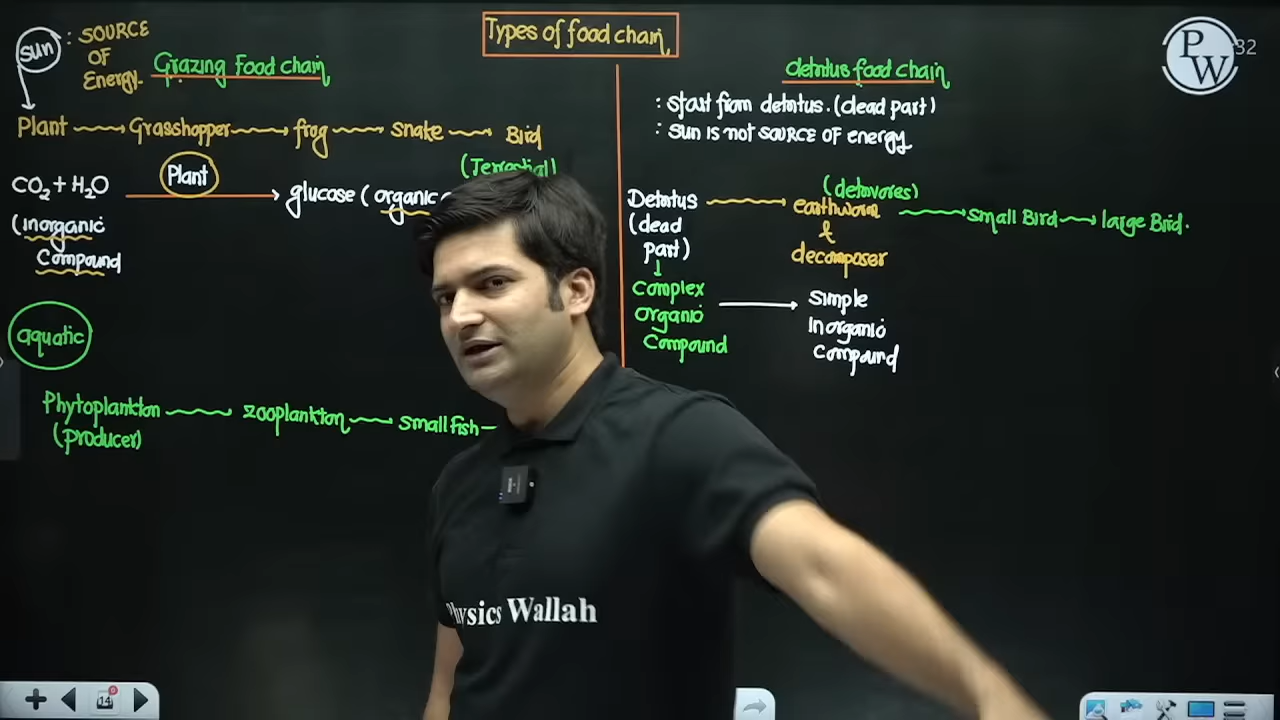 Types of food chain
Sun : SOURCE
OF
Energy.
Grazing Food chain
Plant Grasshopper frog snake Bird
(Terrestial)
CO2 + H2O Plant glucose (organic
(inorganic
Compound
aquatic
Phytoplankton zooplankton small fish
(producer)
detritus food chain
: start from detritus. (dead part)
: sun is not source of energy
(detrivores)
Detritus earthworm small Bird large Bird.
(dead &
part) decomposer
Complex simple
organic inorganic
Compound compound
PW
32
Physics Wallah
14